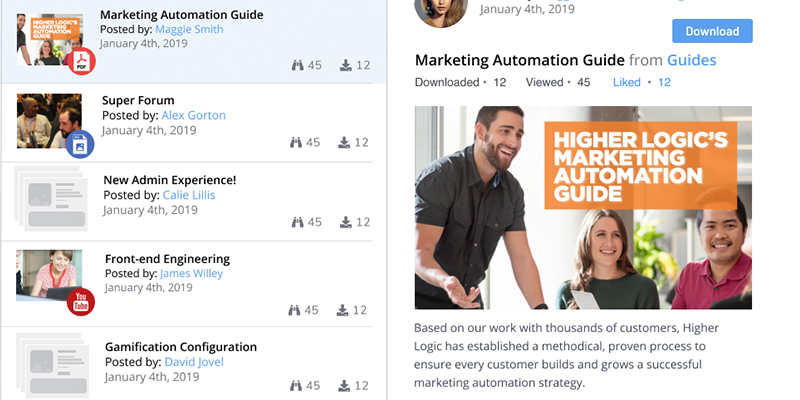 Marketing Automation Guide
Posted by: Maggie Smith
January 4th, 2019
45 12
HIGHER LOGIC'S
MARKETING
AUTOMATION
GUIDE
PDF
Super Forum
Posted by: Alex Gorton
January 4th, 2019
45 12
New Admin Experience!
Posted by: Calie Lillis
January 4th, 2019
45 12
Front-end Engineering
Posted by: James Willey
January 4th, 2019
45 12
You
Tube
Gamification Configuration
Posted by: David Jovel
January 4th, 2019
45 12
January 4th, 2019
Download
Marketing Automation Guide from Guides
Downloaded • 12 Viewed • 45 Liked • 12
HIGHER LOGIC'S
MARKETING
AUTOMATION
GUIDE
Based on our work with thousands of customers, Higher
Logic has established a methodical, proven process to
ensure every customer builds and grows a successful
marketing automation strategy.